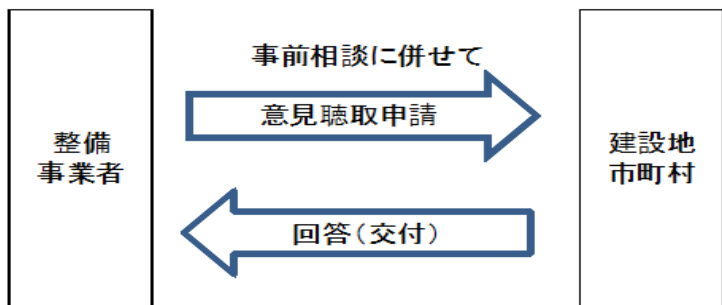 事前相談に併せて
意見聴取申請
整備
事業者
建設地
市町村
回答(交付)